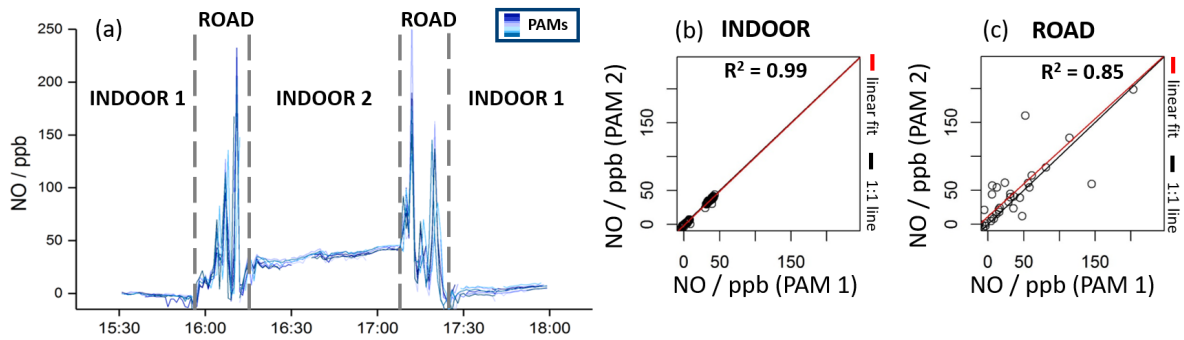 (a)
ROAD
ROAD
PAMs
INDOOR 1
INDOOR 2
INDOOR 1
NO / ppb
250
200
150
100
50
0
15:30
16:00
16:30
17:00
17:30
18:00
(b)
INDOOR
R² = 0.99
NO / ppb (PAM 2)
150
50
0
0
50
150
NO / ppb (PAM 1)
linear fit
1:1 line
(c)
ROAD
R² = 0.85
NO / ppb (PAM 2)
150
50
0
0
50
150
NO / ppb (PAM 1)
linear fit
1:1 line